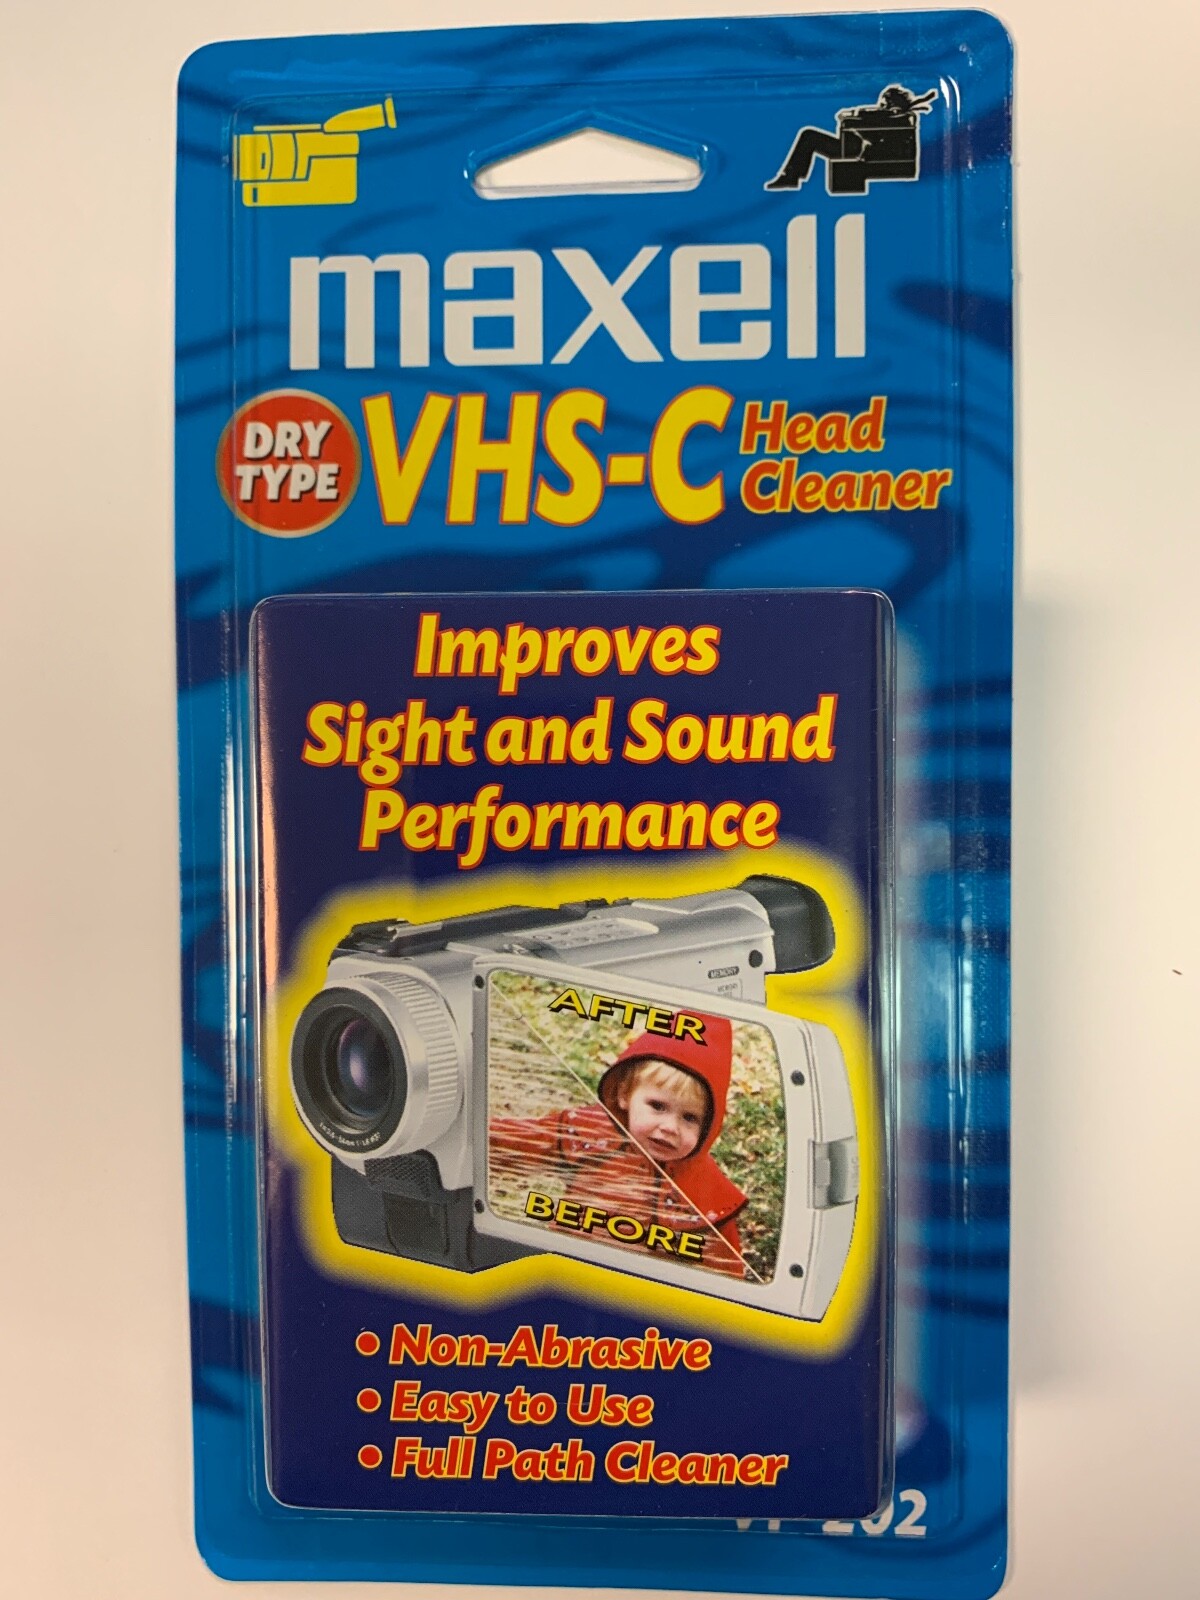 maxell
DRY
TYPE
VHS-C
Head
Cleaner
Improves
Sight and Sound
Performance
MEMORY
AFTER
BEFORE
• Non-Abrasive
• Easy to Use
• Full Path Cleaner